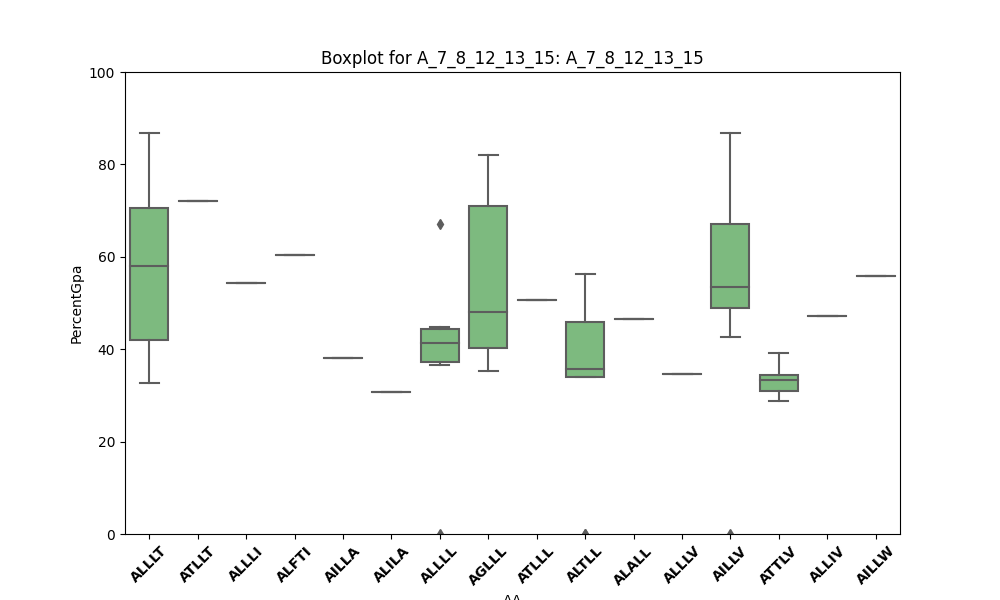 Boxplot for A_7_8_12_13_15: A_7_8_12_13_15
100
80
60
40
20
0
PercentGpa
ALLLT ATLLT ALLLI ALFTI AILLA ALILA ALLLL AGLLL ATLLL ALTLL ALALL ALLLV AILLV ATTLV ALLIV AILLW
AA